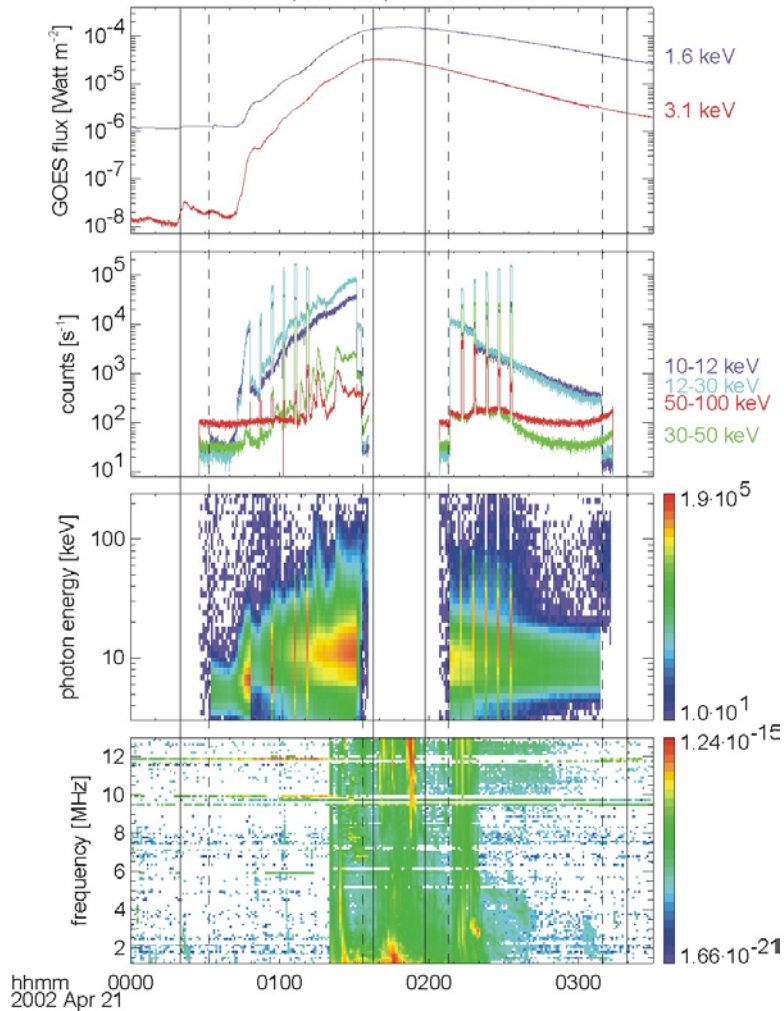 10⁻⁴
10⁻⁵
10⁻⁶
10⁻⁷
10⁻⁸
GOES flux [Watt m⁻²]
1.6 keV
3.1 keV
10⁵
10⁴
10³
10²
10¹
counts [s⁻¹]
10-12 keV
12-30 keV
50-100 keV
30-50 keV
100
10
photon energy [keV]
1.9·10⁵
1.0·10¹
12
10
8
6
4
2
frequency [MHz]
1.24·10⁻¹⁵
1.66·10⁻²¹
hhmm 0000 0100 0200 0300
2002 Apr 21